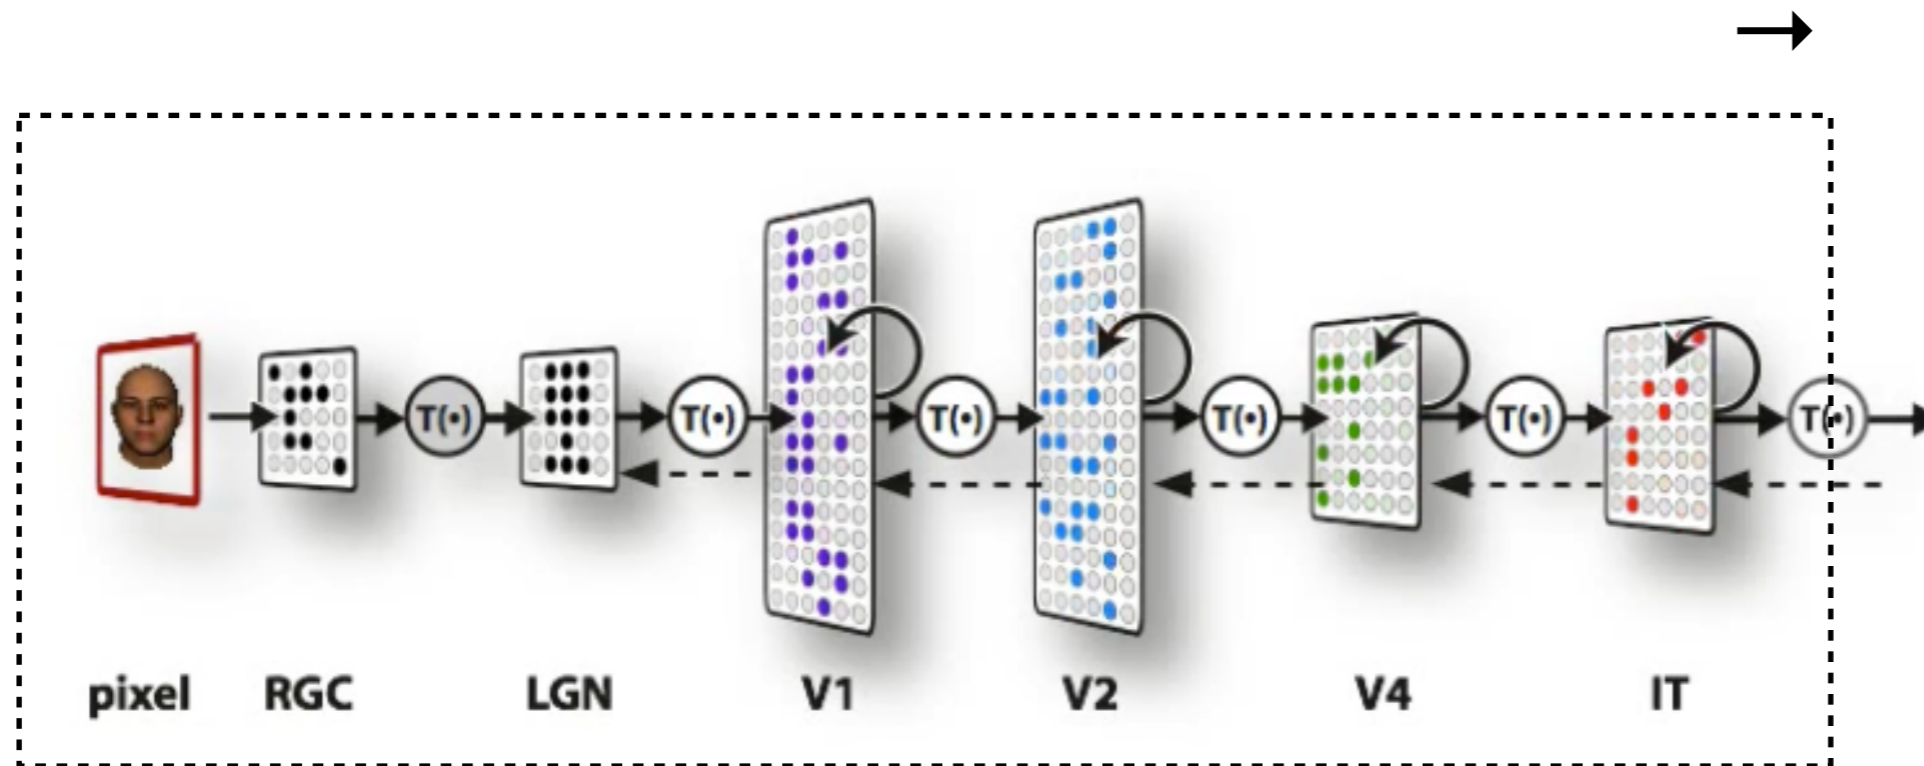 T(•) T(•) T(•) T(•) T(•) T(•)
pixel RGC LGN V1 V2 V4 IT